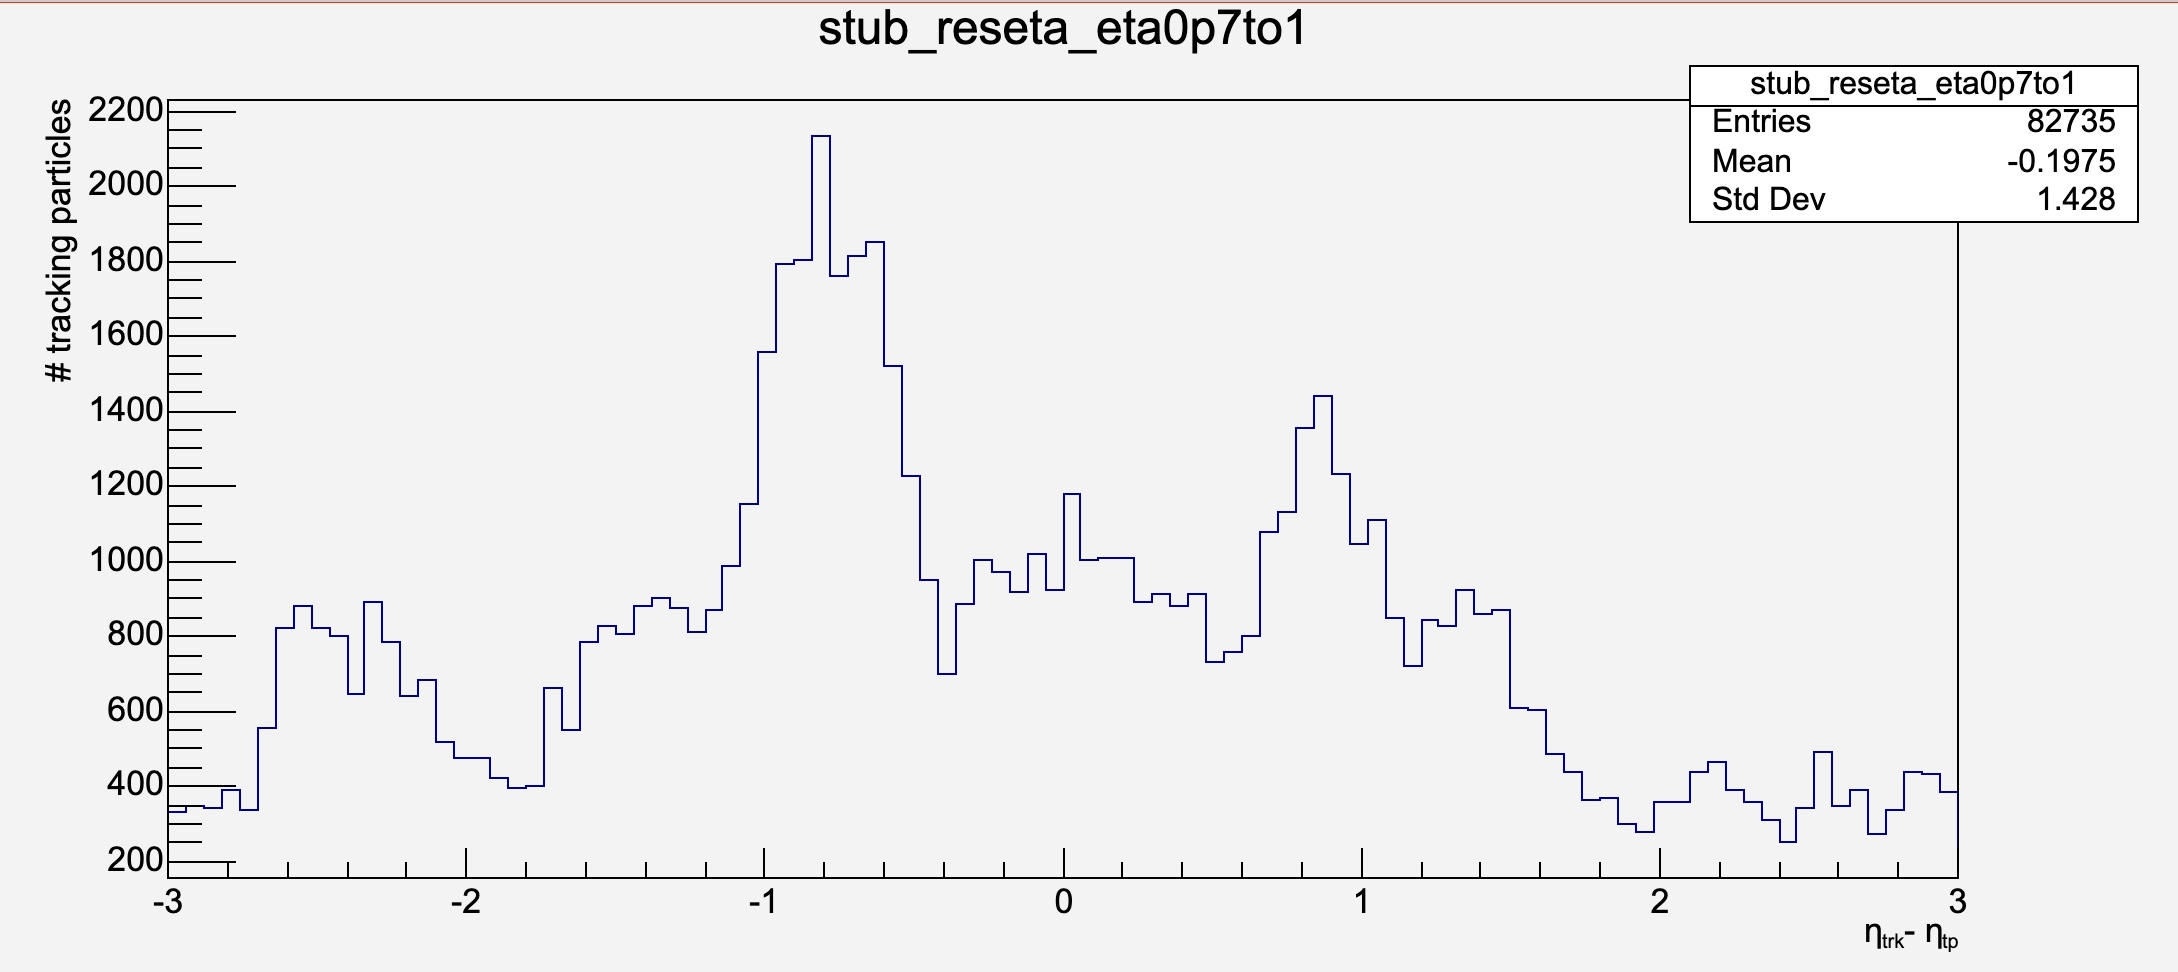 stub_reseta_eta0p7to1
stub_reseta_eta0p7to1
Entries 82735
Mean -0.1975
Std Dev 1.428
# tracking particles
2200
2000
1800
1600
1400
1200
1000
800
600
400
200
-3 -2 -1 0 1 2 3
ηtrk- ηtp